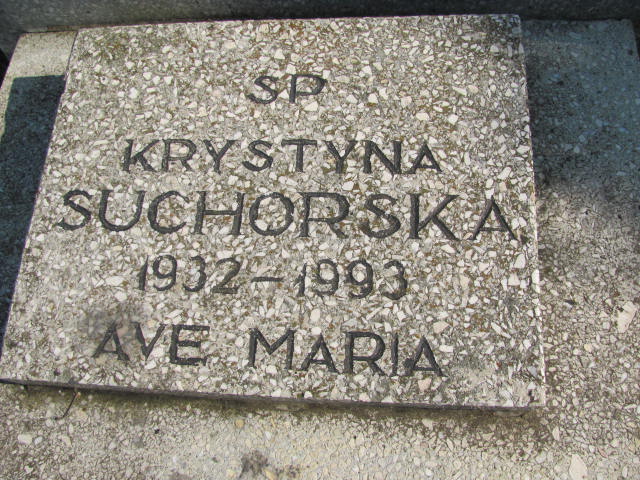 SP
KRYSTYNA
SUCHORSKA
1932-1993
AVE MARIA